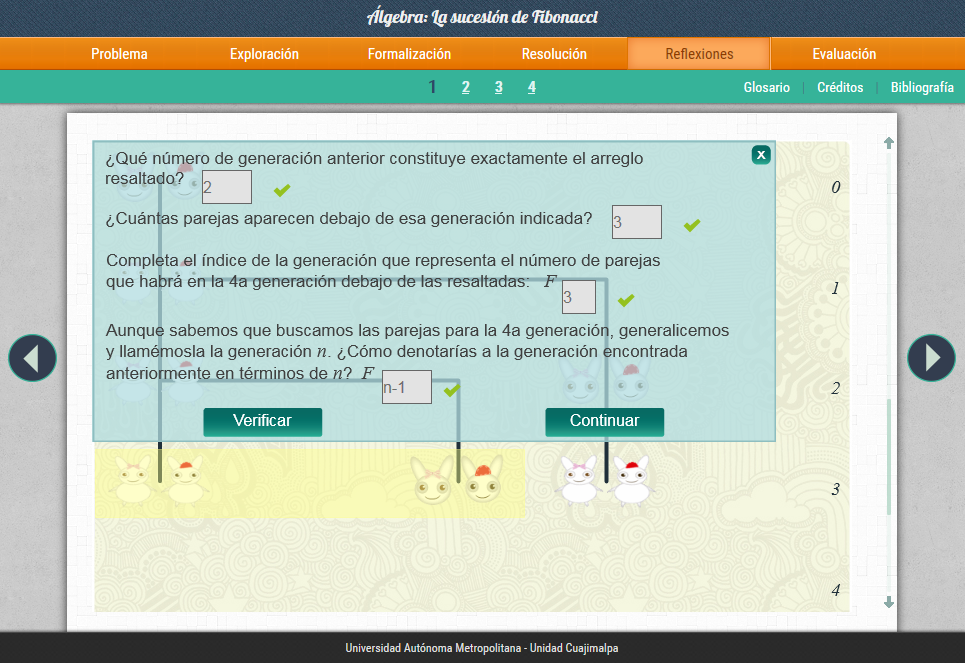 Álgebra: La sucesión de Fibonacci
Problema Exploración Formalización Resolución Reflexiones Evaluación
1 2 3 4 Glosario | Créditos | Bibliografía
¿Qué número de generación anterior constituye exactamente el arreglo
resaltado? 2
x
0
¿Cuántas parejas aparecen debajo de esa generación indicada? 3
Completa el índice de la generación que representa el número de parejas
que habrá en la 4a generación debajo de las resaltadas: F 3
1
Aunque sabemos que buscamos las parejas para la 4a generación, generalicemos
y llamémosla la generación n. ¿Cómo denotarías a la generación encontrada
anteriormente en términos de n? F n-1
2
Verificar Continuar
3
4
Universidad Autónoma Metropolitana - Unidad Cuajimalpa